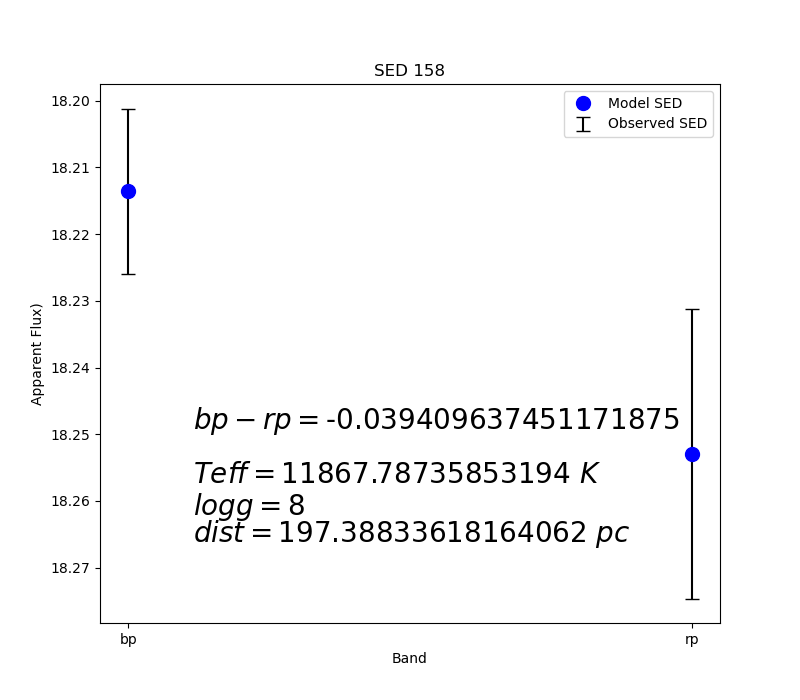 SED 158
Model SED
Observed SED
18.20
18.21
18.22
18.23
18.24
18.25
18.26
18.27
Apparent Flux)
bp − rp = -0.039409637451171875
Teff = 11867.78735853194 K
logg = 8
dist = 197.38833618164062 pc
bp
rp
Band